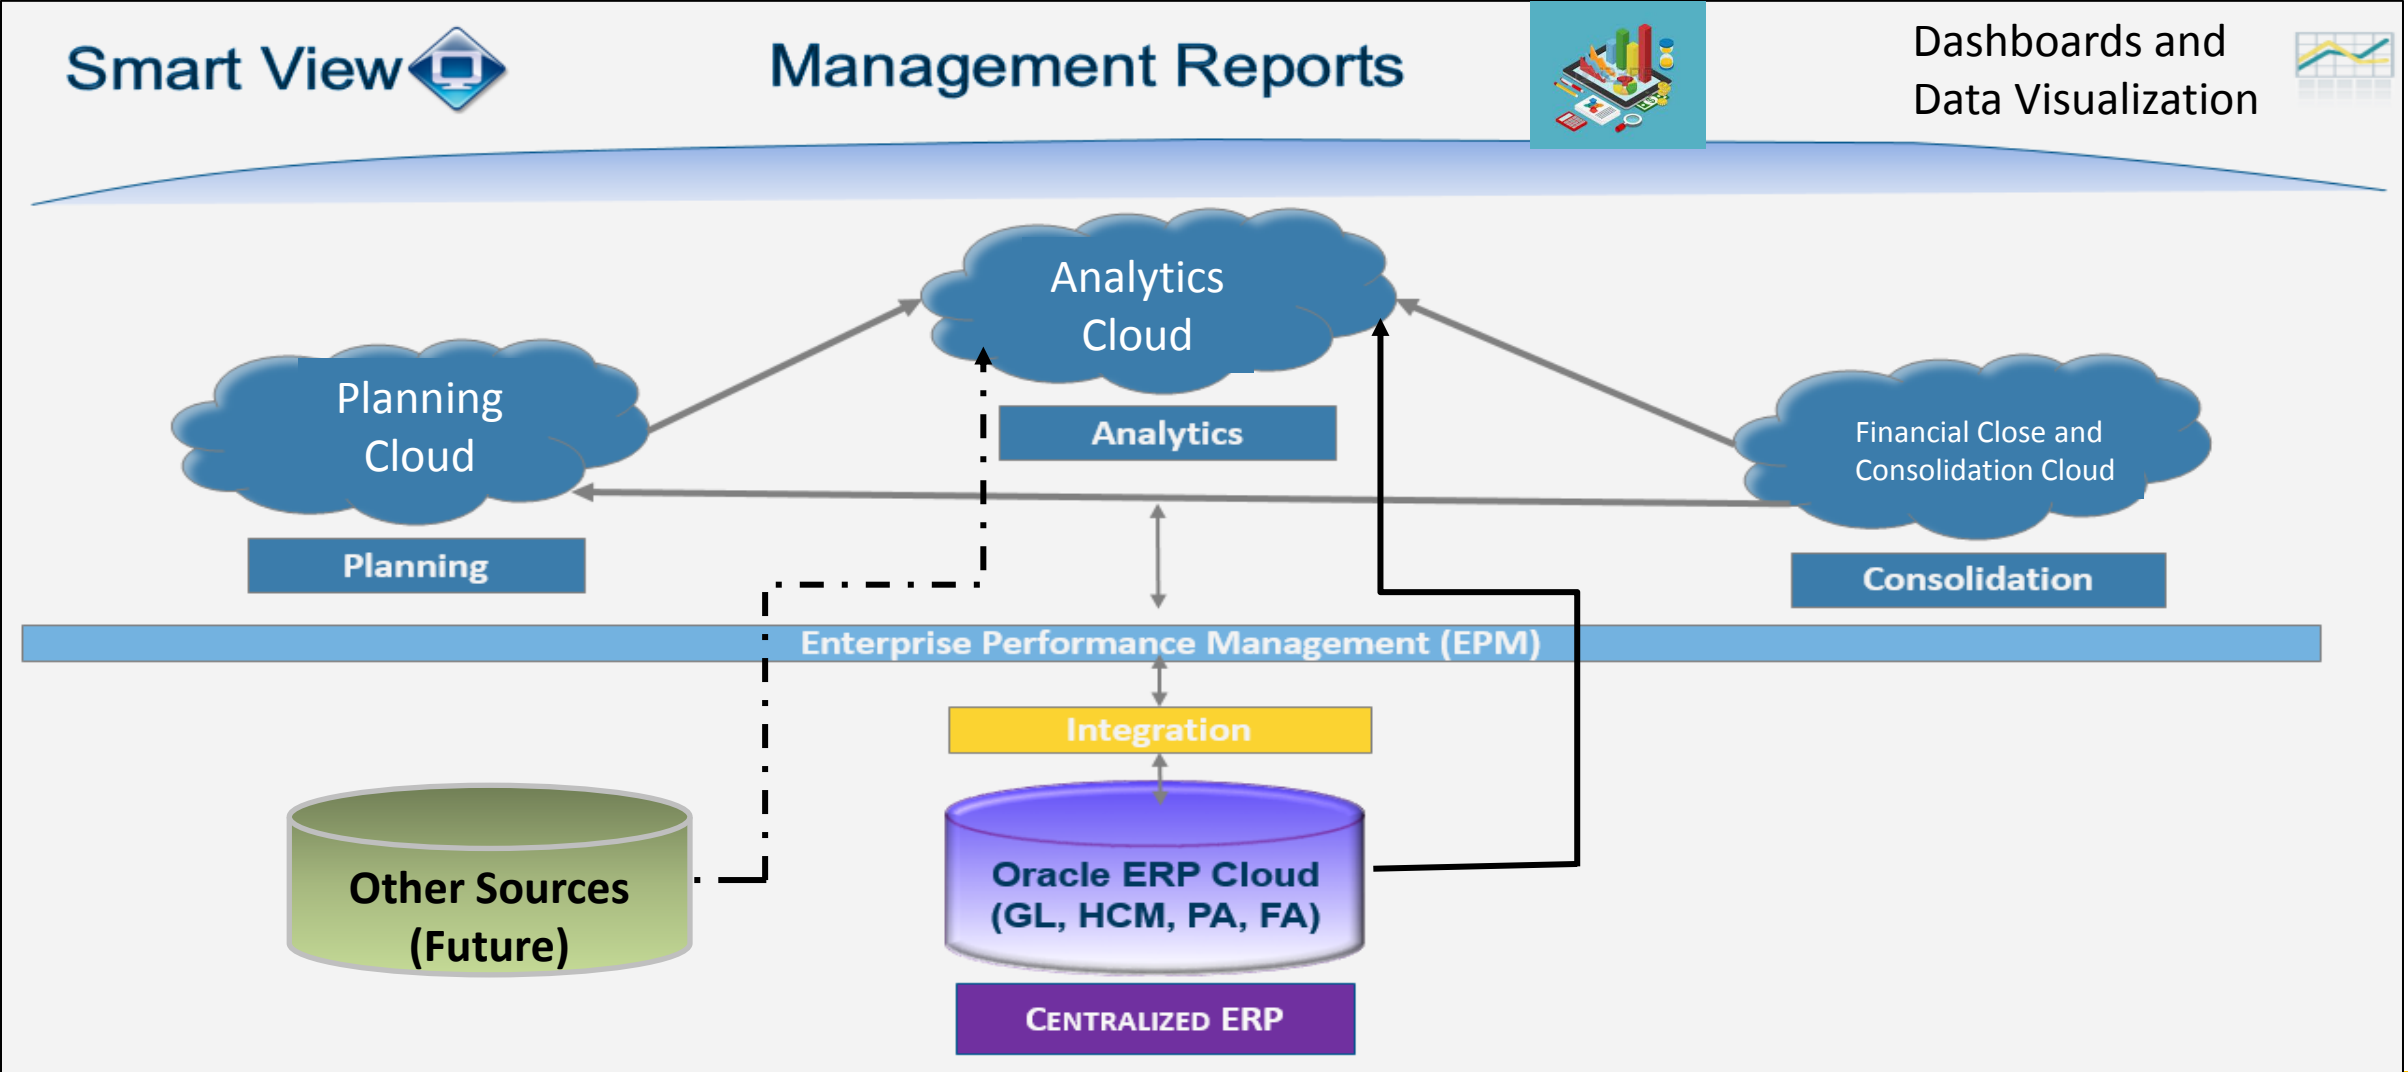 Smart View
Management Reports
Dashboards and
Data Visualization
Analytics
Cloud
Analytics
Planning
Cloud
Planning
Financial Close and
Consolidation Cloud
Consolidation
Enterprise Performance Management (EPM)
Integration
Other Sources
(Future)
Oracle ERP Cloud
(GL, HCM, PA, FA)
CENTRALIZED ERP